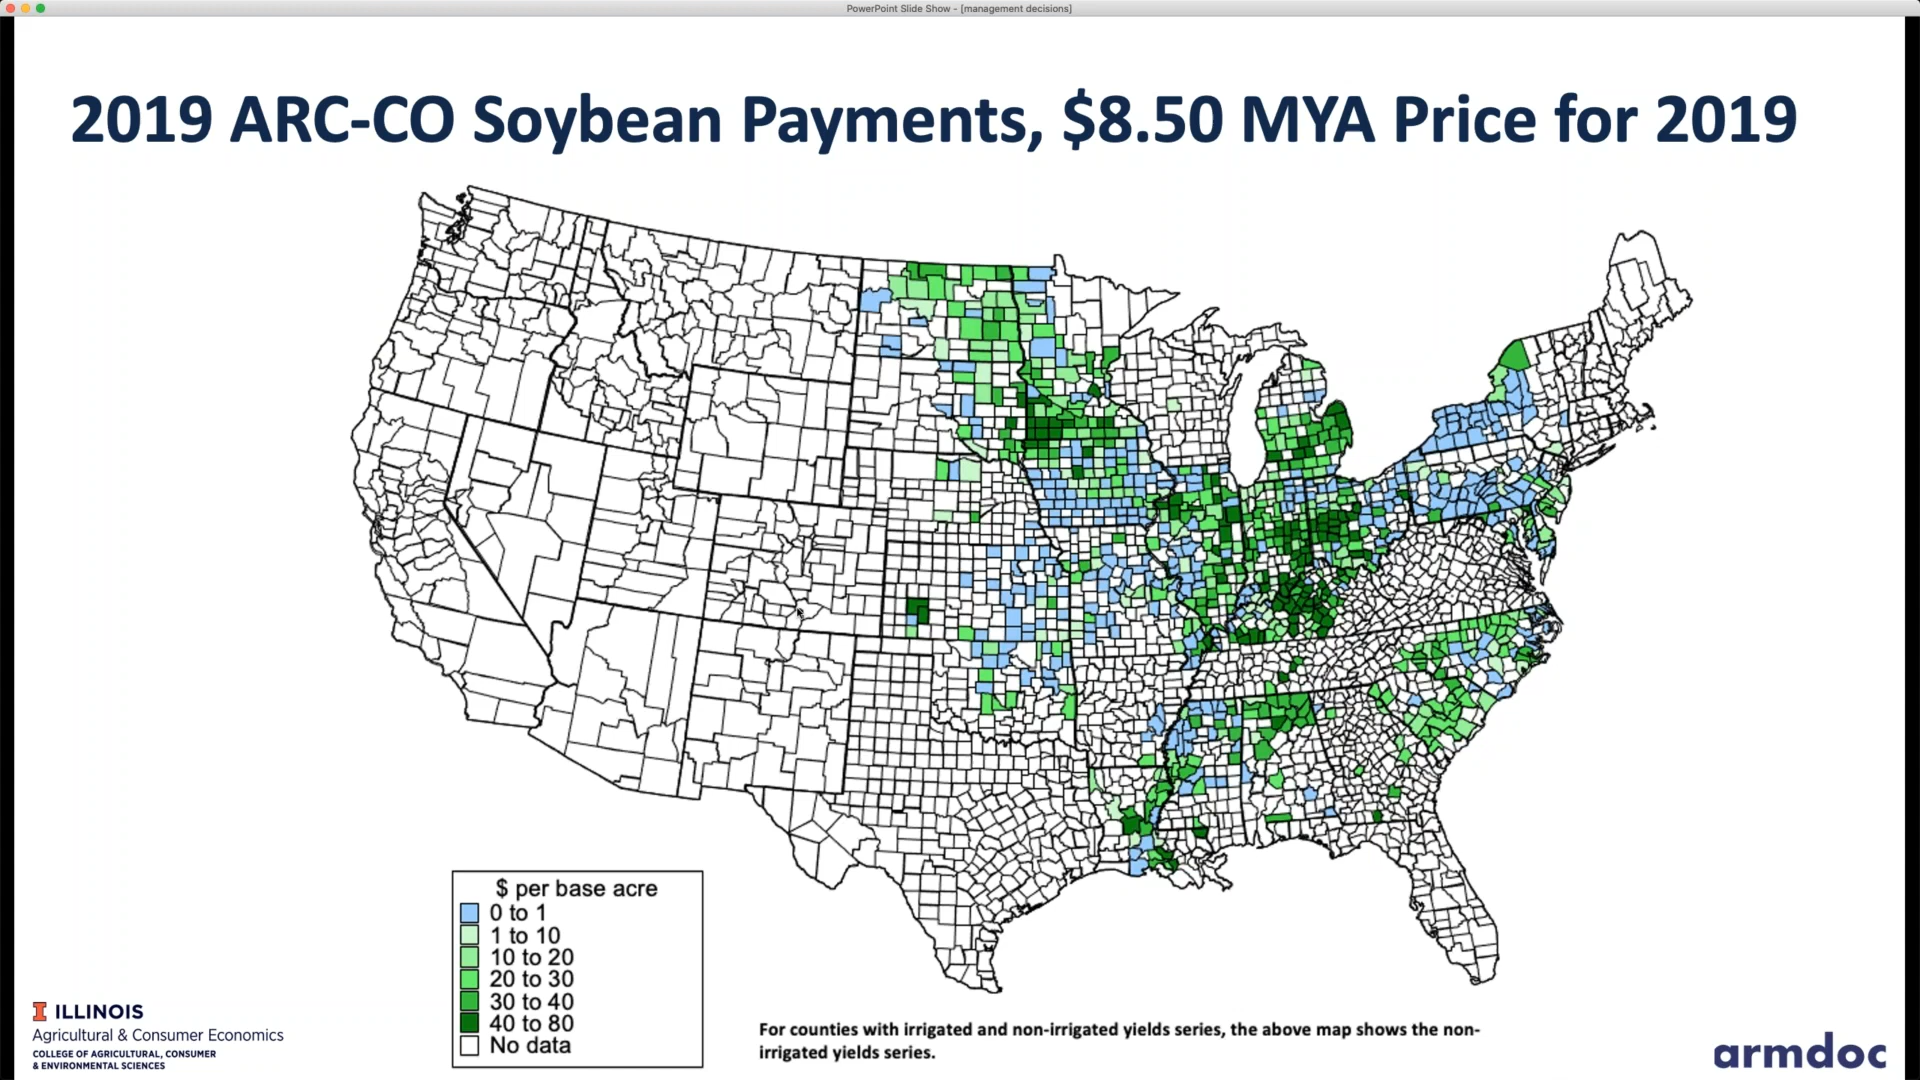 PowerPoint Slide Show - [management decisions]
2019 ARC-CO Soybean Payments, $8.50 MYA Price for 2019
$ per base acre
0 to 1
1 to 10
10 to 20
20 to 30
30 to 40
40 to 80
No data
For counties with irrigated and non-irrigated yields series, the above map shows the non-
irrigated yields series.
I ILLINOIS
Agricultural & Consumer Economics
COLLEGE OF AGRICULTURAL, CONSUMER
& ENVIRONMENTAL SCIENCES
armdoc